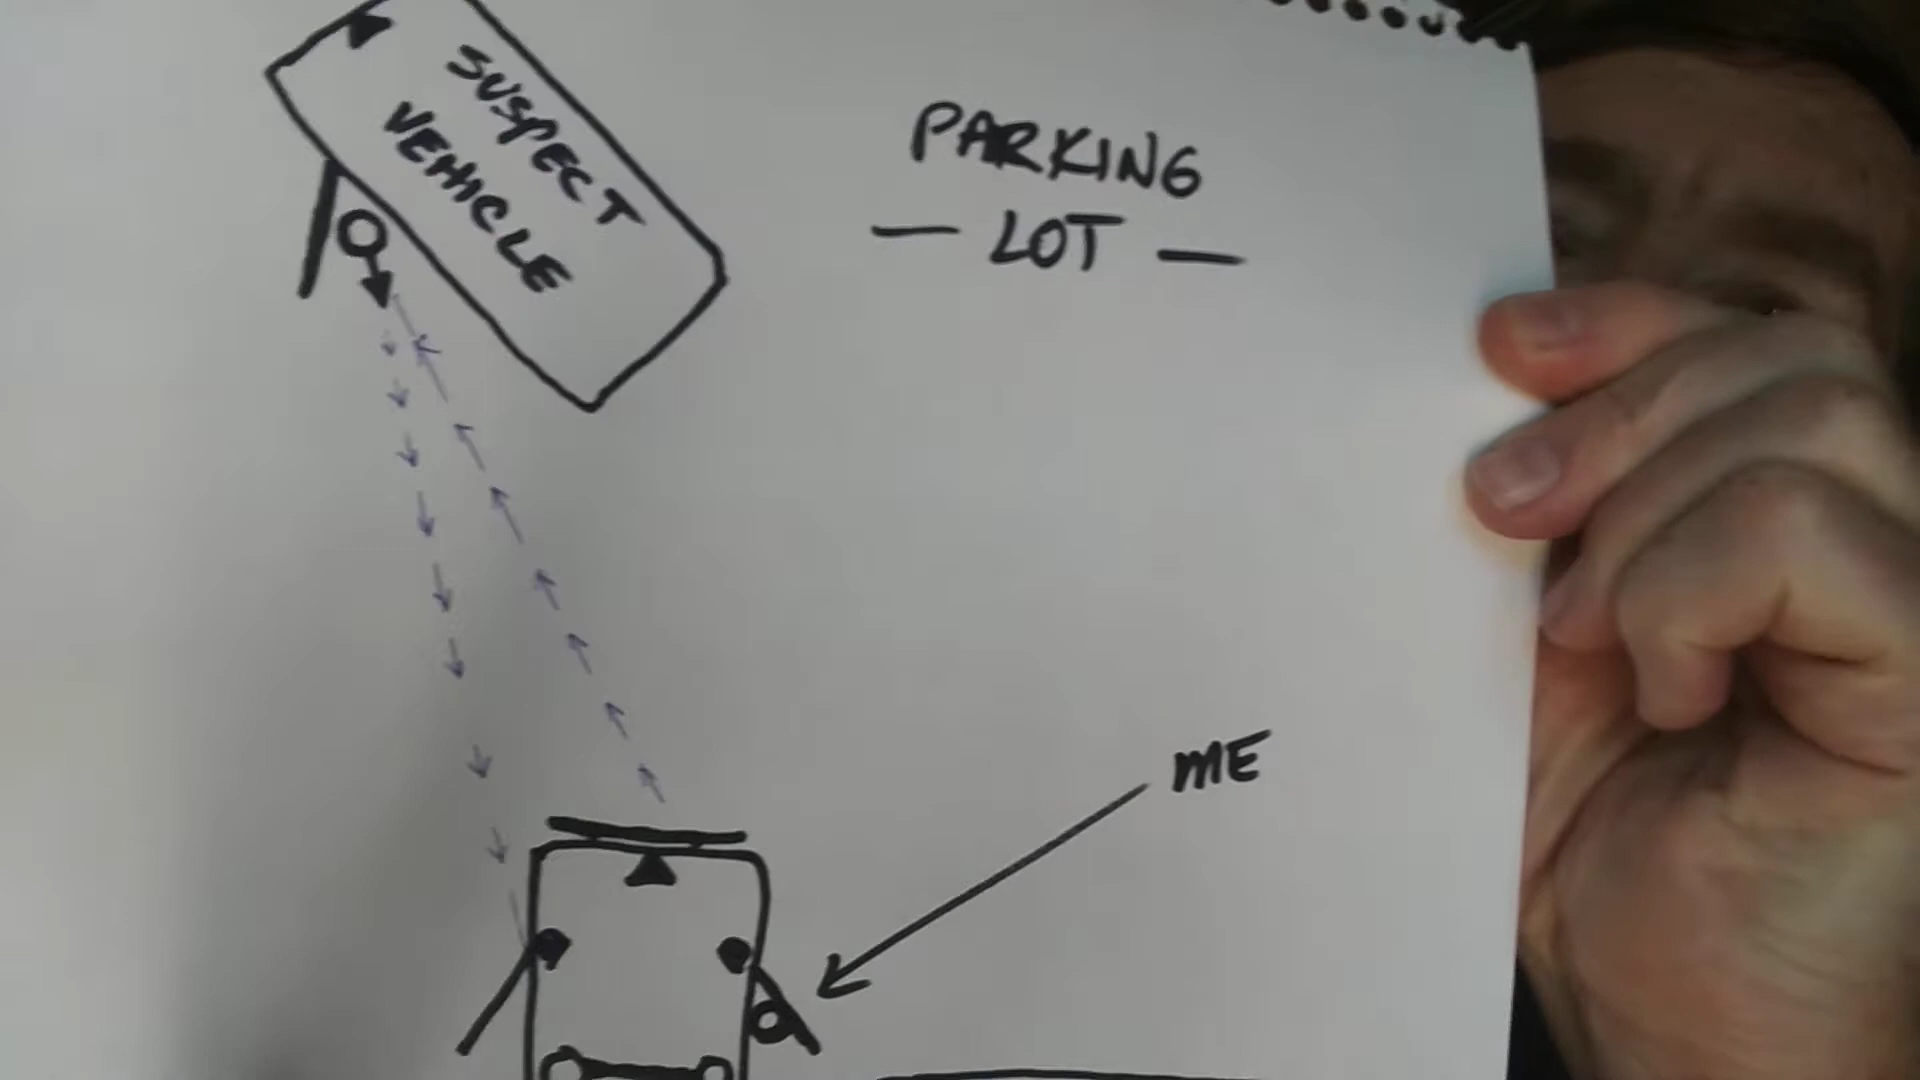 SUSPECT
VEHICLE
PARKING
— LOT —
ME